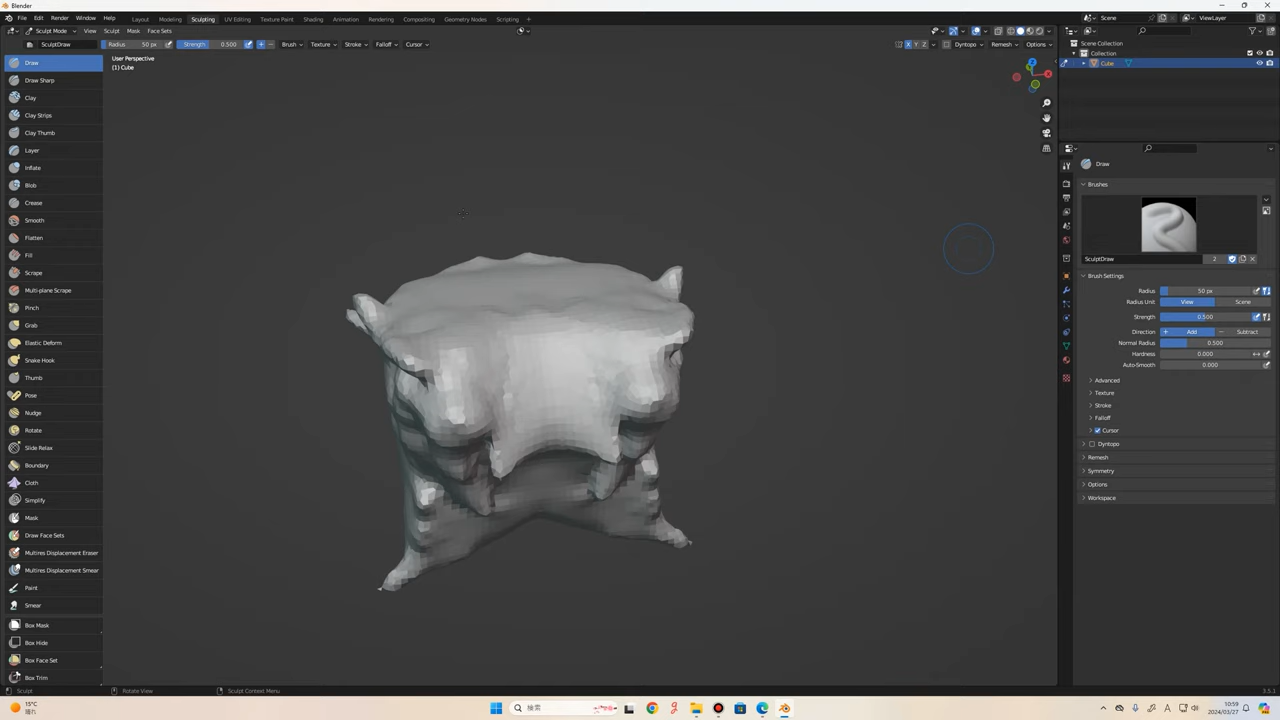 Blender
File Edit Render Window Help
Layout Modeling Sculpting UV Editing Texture Paint Shading Animation Rendering Compositing Geometry Nodes Scripting +
Scene
ViewLayer
Sculpt Mode View Sculpt Mask Face Sets
SculptDraw Radius 50 px Strength 0.500 + − Brush Texture Stroke Falloff Cursor
X Y Z Dyntopo Remesh Options
Scene Collection
Collection
Cube
User Perspective
(1) Cube
Z
X
Draw
Draw Sharp
Clay
Clay Strips
Clay Thumb
Layer
Inflate
Blob
Crease
Smooth
Flatten
Fill
Scrape
Multi-plane Scrape
Pinch
Grab
Elastic Deform
Snake Hook
Thumb
Pose
Nudge
Rotate
Slide Relax
Boundary
Cloth
Simplify
Mask
Draw Face Sets
Multires Displacement Eraser
Multires Displacement Smear
Paint
Smear
Box Mask
Box Hide
Box Face Set
Box Trim
Draw
Brushes
SculptDraw 2
Brush Settings
Radius 50 px
Radius Unit View Scene
Strength 0.500
Direction + Add − Subtract
Normal Radius 0.500
Hardness 0.000
Auto-Smooth 0.000
Advanced
Texture
Stroke
Falloff
Cursor
Dyntopo
Remesh
Symmetry
Options
Workspace
Sculpt Rotate View Sculpt Context Menu 3.5.1
15°C
晴れ
検索
A
10:59
2024/03/27